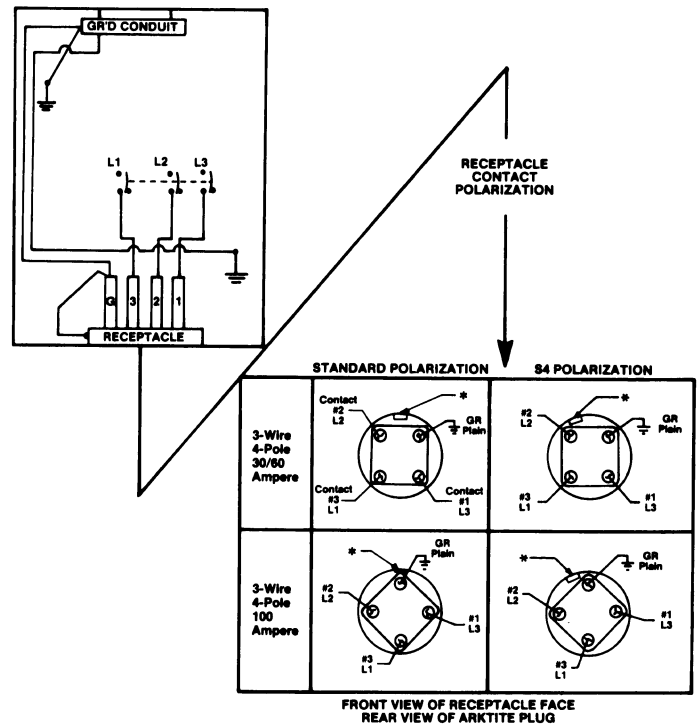 GR'D CONDUIT
L1 L2 L3
G 3 2 1
RECEPTACLE
RECEPTACLE
CONTACT
POLARIZATION
STANDARD POLARIZATION
S4 POLARIZATION
3-Wire
4-Pole
30/60
Ampere
Contact
#2
L2
*
GR
Plain
Contact
#3
L1
Contact
#1
L3
#2
L2
*
GR
Plain
#3
L1
#1
L3
3-Wire
4-Pole
100
Ampere
*
GR
Plain
#2
L2
#1
L3
#3
L1
*
GR
Plain
#2
L2
#1
L3
#3
L1
FRONT VIEW OF RECEPTACLE FACE
REAR VIEW OF ARKTITE PLUG